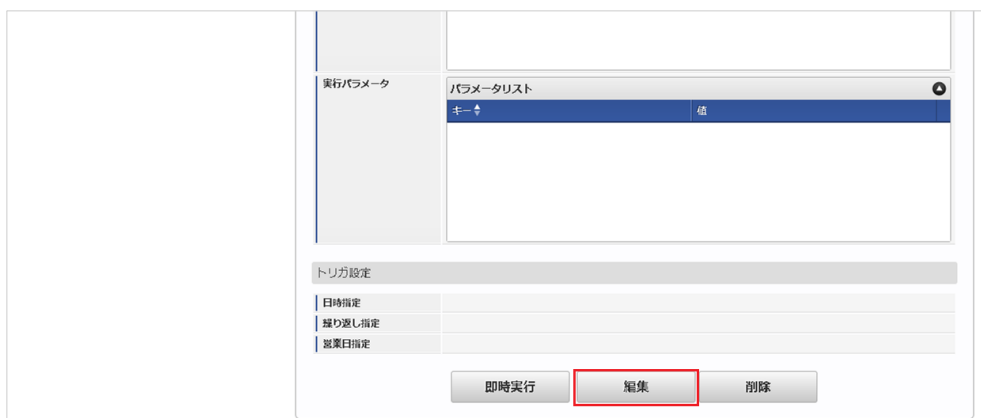 実行パラメータ
パラメータリスト
キー 値
トリガ設定
日時指定
繰り返し指定
営業日指定
即時実行 編集 削除